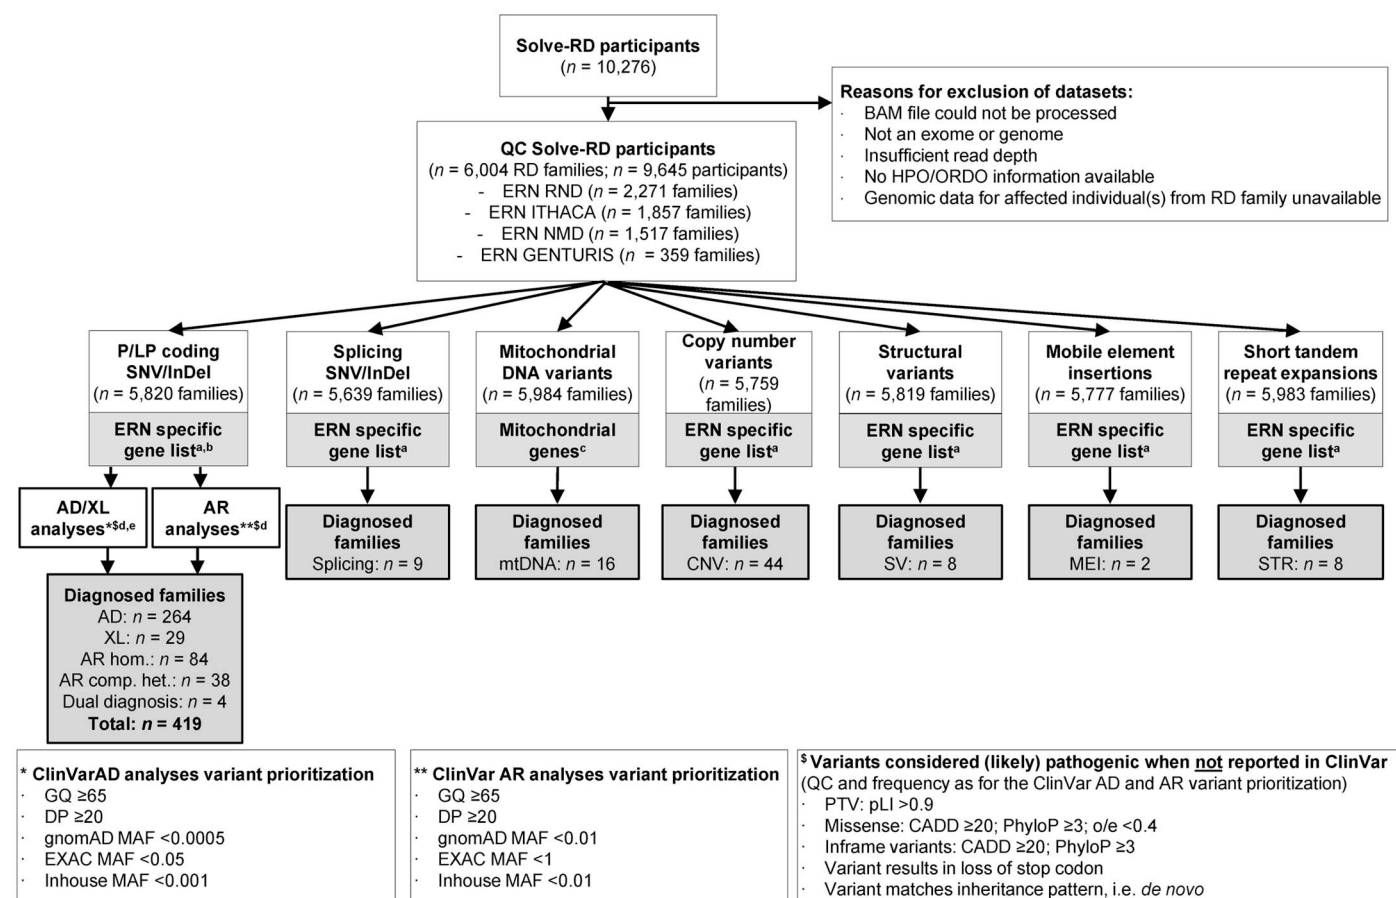 Solve-RD participants
(n = 10,276)
Reasons for exclusion of datasets:
· BAM file could not be processed
· Not an exome or genome
· Insufficient read depth
· No HPO/ORDO information available
· Genomic data for affected individual(s) from RD family unavailable
QC Solve-RD participants
(n = 6,004 RD families; n = 9,645 participants)
- ERN RND (n = 2,271 families)
- ERN ITHACA (n = 1,857 families)
- ERN NMD (n = 1,517 families)
- ERN GENTURIS (n = 359 families)
P/LP coding
SNV/InDel
(n = 5,820 families)
ERN specific
gene listᵃ,ᵇ
Splicing
SNV/InDel
(n = 5,639 families)
ERN specific
gene listᵃ
Mitochondrial
DNA variants
(n = 5,984 families)
Mitochondrial
genesᶜ
Copy number
variants
(n = 5,759
families)
ERN specific
gene listᵃ
Structural
variants
(n = 5,819 families)
ERN specific
gene listᵃ
Mobile element
insertions
(n = 5,777 families)
ERN specific
gene listᵃ
Short tandem
repeat expansions
(n = 5,983 families)
ERN specific
gene listᵃ
AD/XL
analyses*$d,e
AR
analyses**$d
Diagnosed
families
Splicing: n = 9
Diagnosed
families
mtDNA: n = 16
Diagnosed
families
CNV: n = 44
Diagnosed
families
SV: n = 8
Diagnosed
families
MEI: n = 2
Diagnosed
families
STR: n = 8
Diagnosed families
AD: n = 264
XL: n = 29
AR hom.: n = 84
AR comp. het.: n = 38
Dual diagnosis: n = 4
Total: n = 419
* ClinVarAD analyses variant prioritization
· GQ ≥65
· DP ≥20
· gnomAD MAF <0.0005
· EXAC MAF <0.05
· Inhouse MAF <0.001
** ClinVar AR analyses variant prioritization
· GQ ≥65
· DP ≥20
· gnomAD MAF <0.01
· EXAC MAF <1
· Inhouse MAF <0.01
$ Variants considered (likely) pathogenic when not reported in ClinVar
(QC and frequency as for the ClinVar AD and AR variant prioritization)
· PTV: pLI >0.9
· Missense: CADD ≥20; PhyloP ≥3; o/e <0.4
· Inframe variants: CADD ≥20; PhyloP ≥3
· Variant results in loss of stop codon
· Variant matches inheritance pattern, i.e. de novo